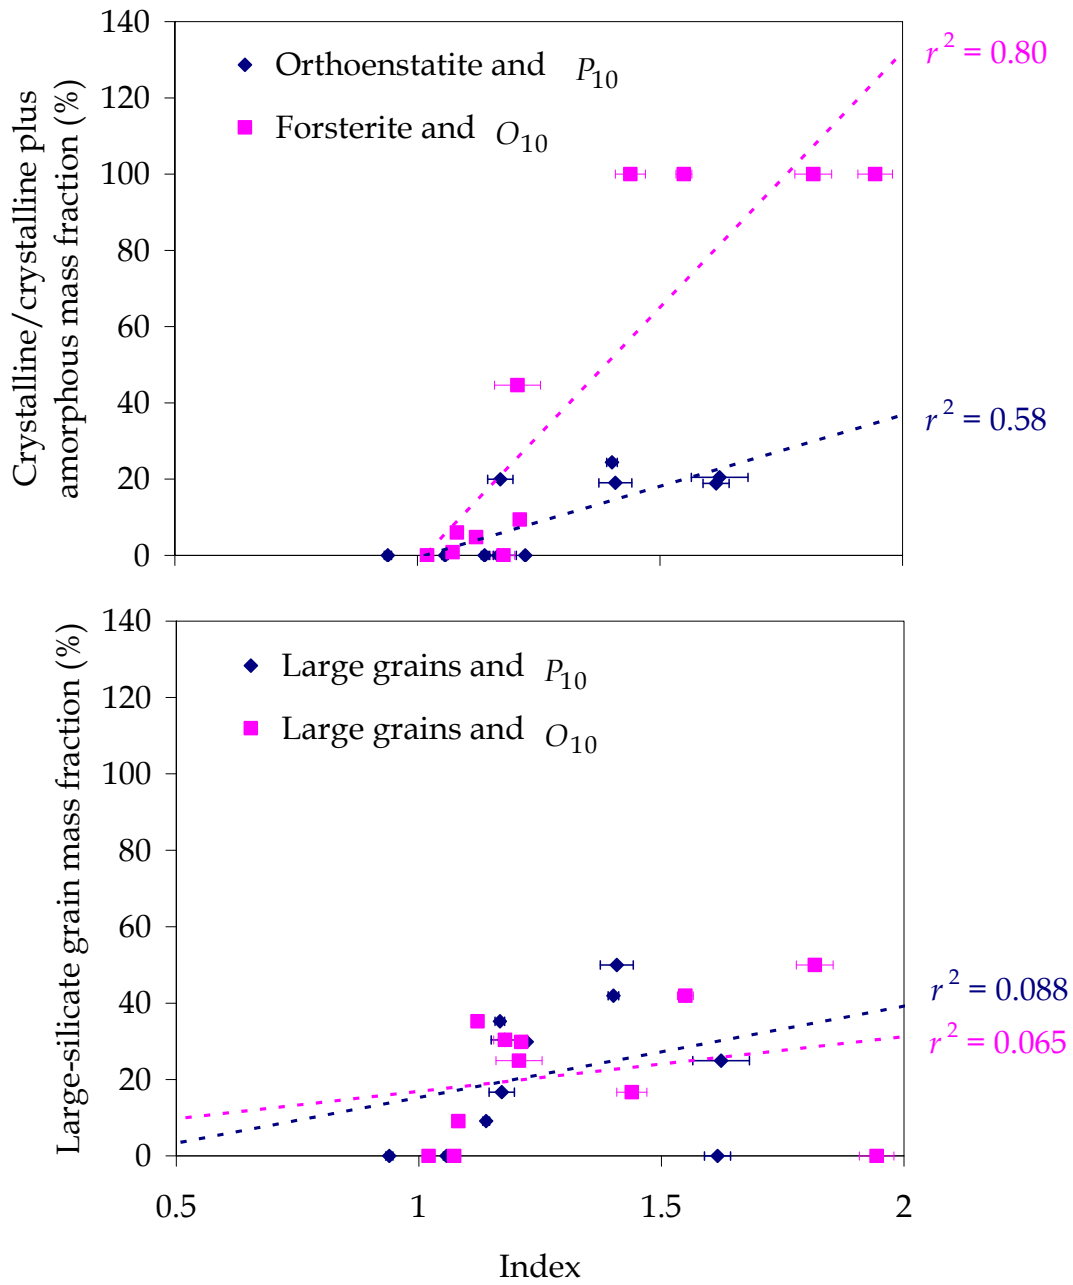 Crystalline/crystalline plus
amorphous mass fraction (%)
140
120
100
80
60
40
20
0
Orthoenstatite and P10
Forsterite and O10
r2 = 0.80
r2 = 0.58
Large-silicate grain mass fraction (%)
140
120
100
80
60
40
20
0
Large grains and P10
Large grains and O10
r2 = 0.088
r2 = 0.065
0.5 1 1.5 2
Index